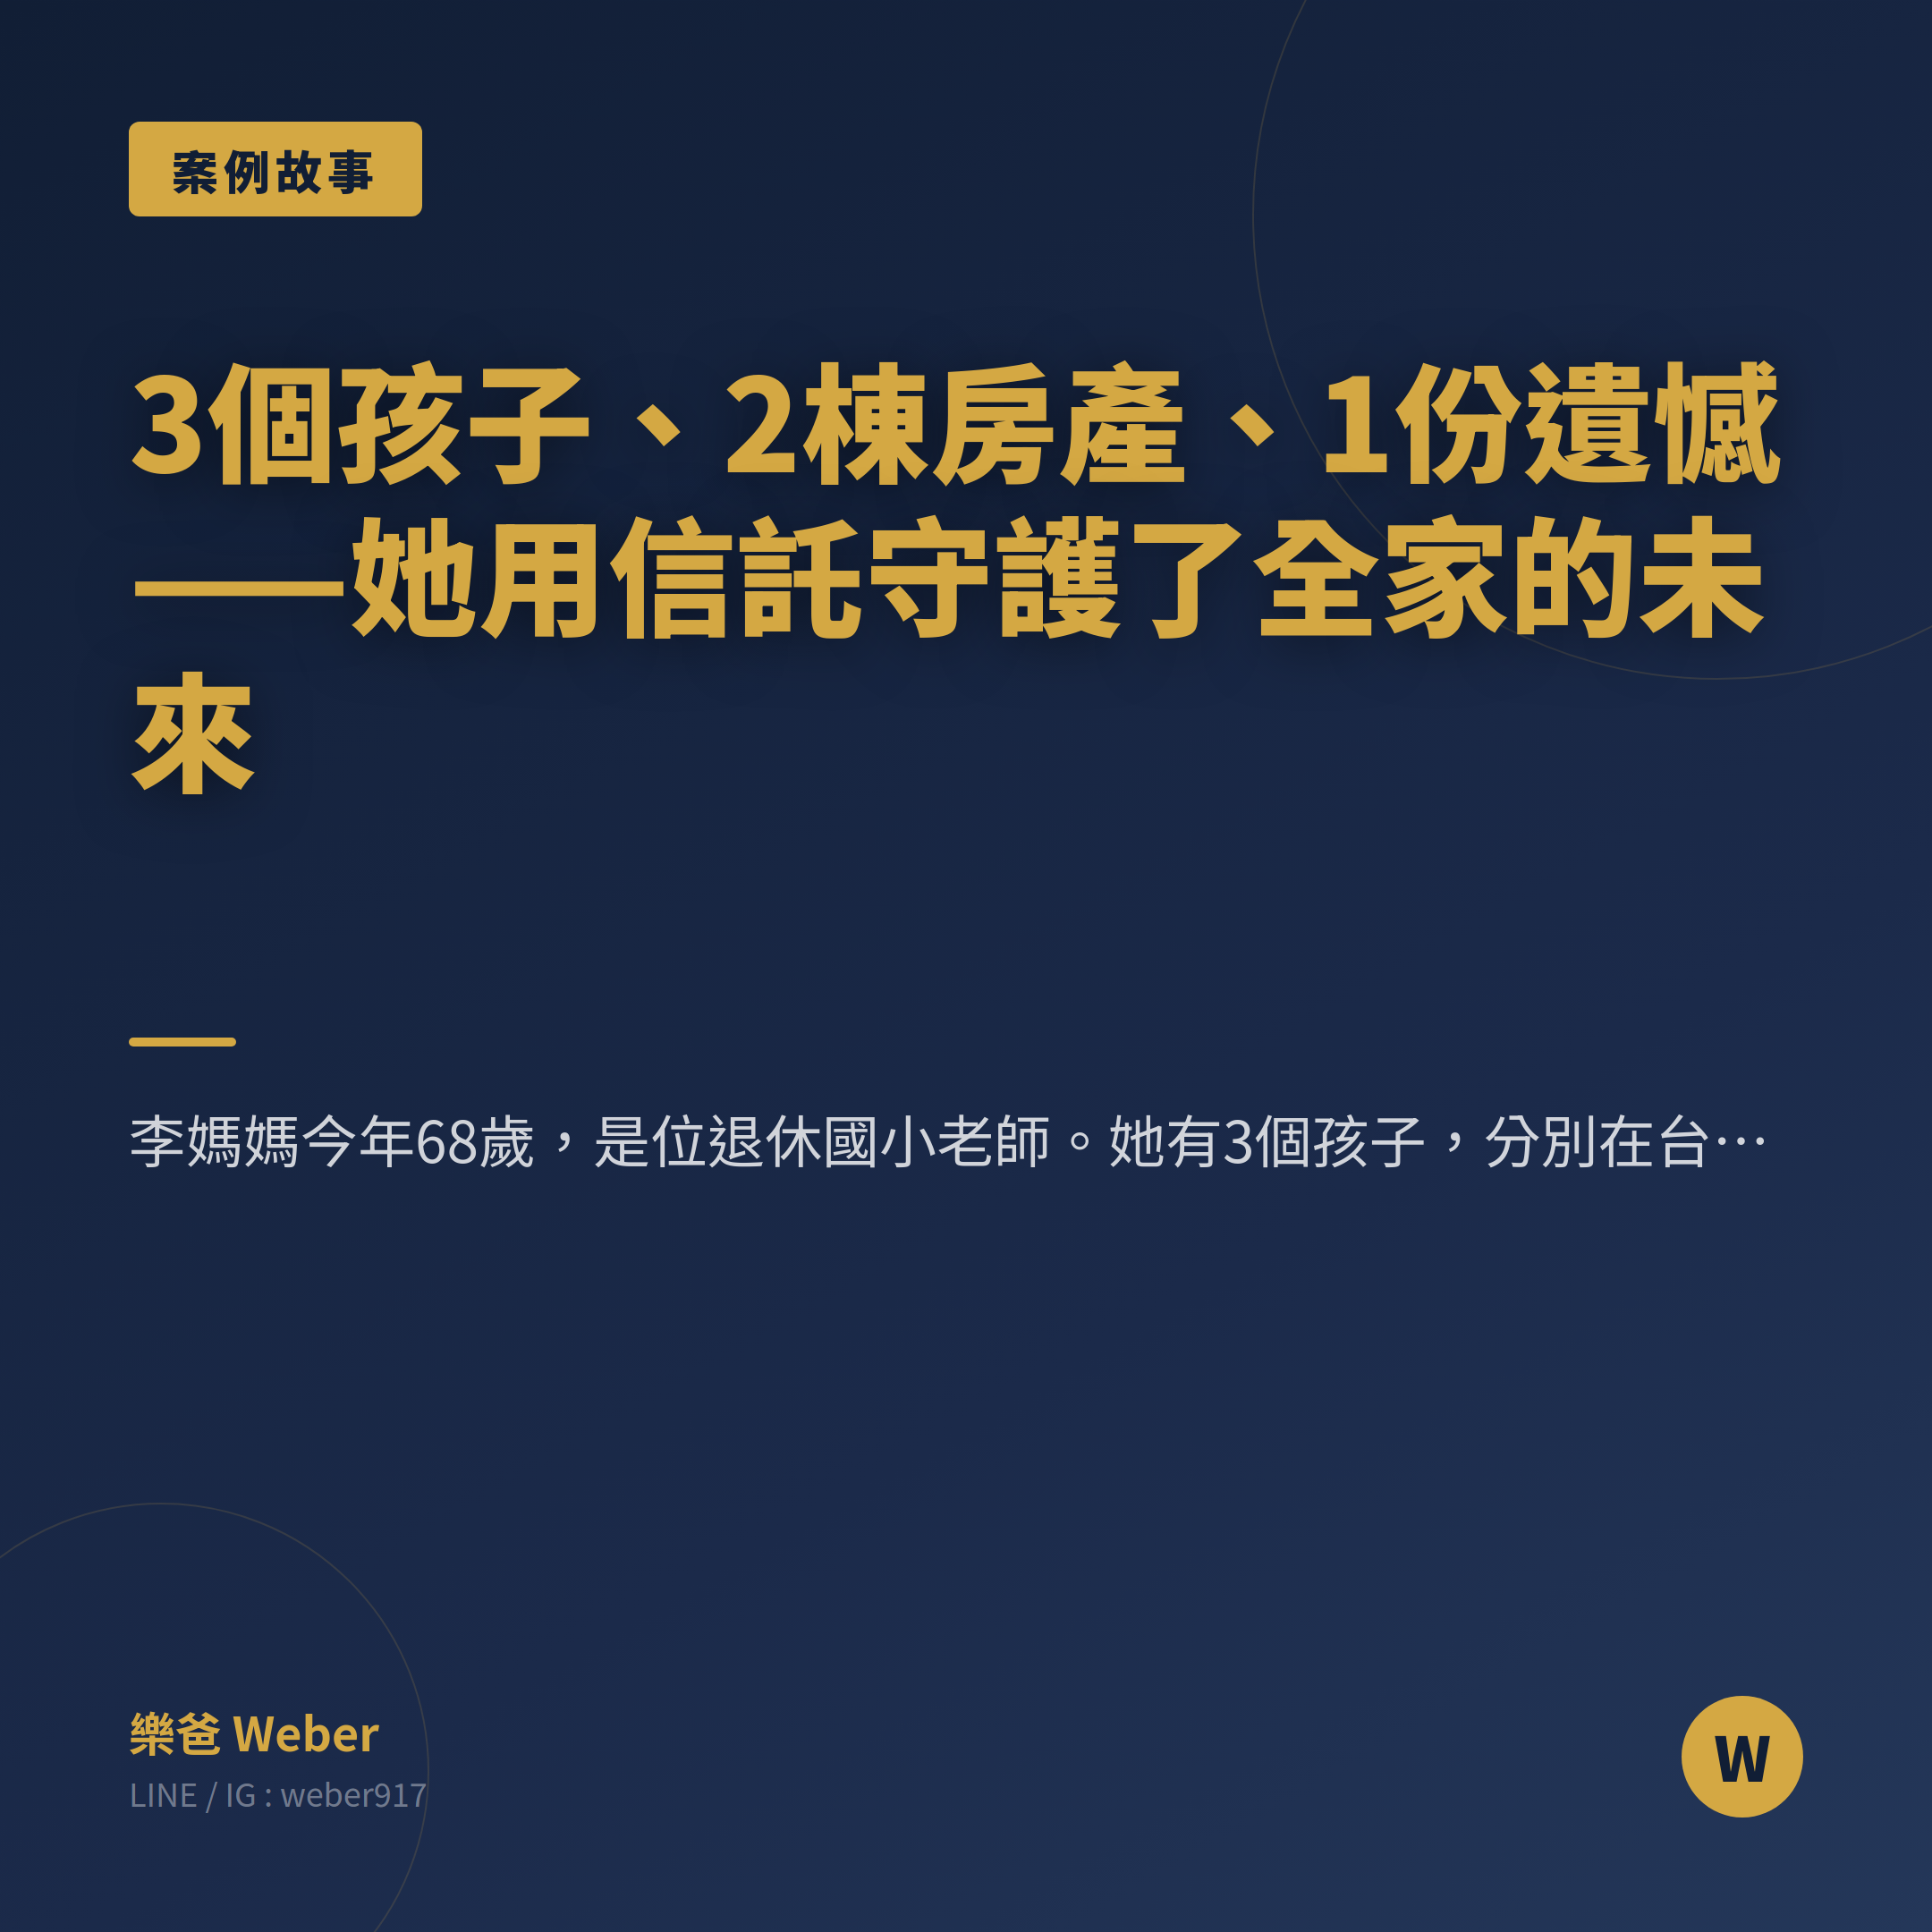 案例故事
3個孩子、2棟房產、1份遺憾
——她用信託守護了全家的未
來
李媽媽今年68歲，是位退休國小老師。她有3個孩子，分別在台…
樂爸 Weber
LINE / IG : weber917
W